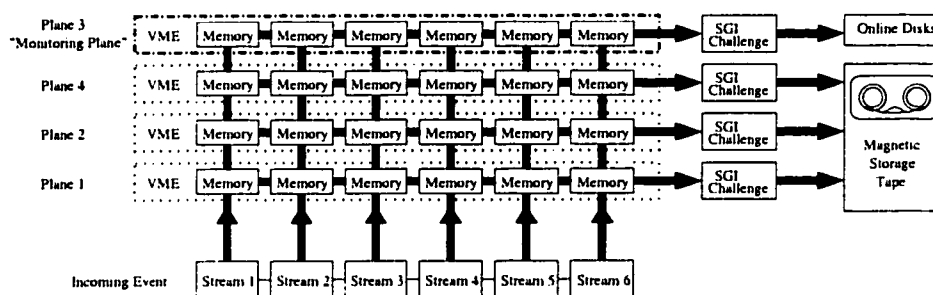 Plane 3
"Monitoring Plane"
VME
Memory Memory Memory Memory Memory Memory
SGI
Challenge
Online Disks
Plane 4
VME
Memory Memory Memory Memory Memory Memory
SGI
Challenge
Plane 2
VME
Memory Memory Memory Memory Memory Memory
SGI
Challenge
Magnetic
Storage
Tape
Plane 1
VME
Memory Memory Memory Memory Memory Memory
SGI
Challenge
Incoming Event
Stream 1 Stream 2 Stream 3 Stream 4 Stream 5 Stream 6